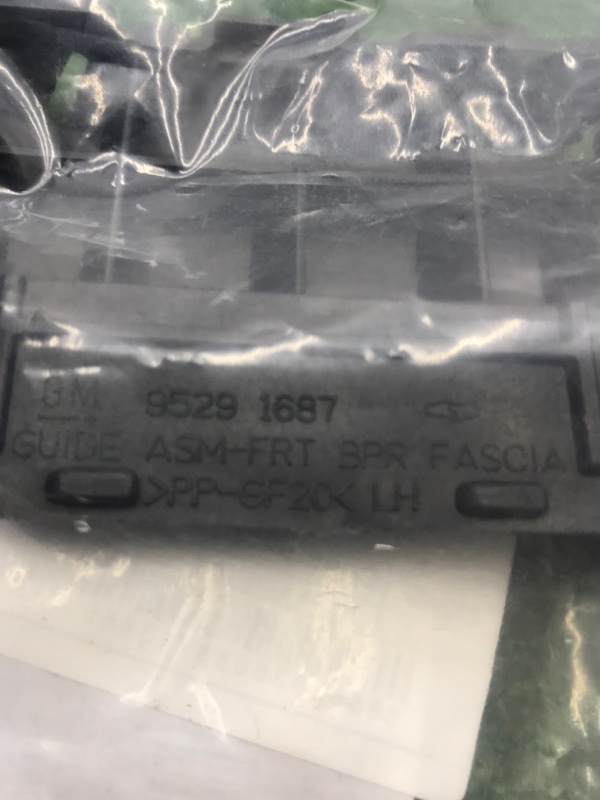 GM 9529 1687
GUIDE ASM-FRT BPR FASCIA
>PP-GF20< LH